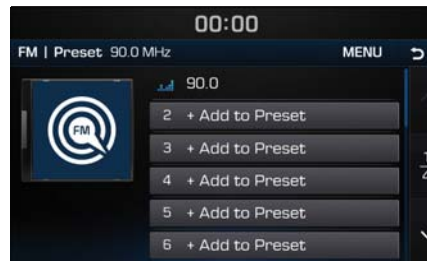 00:00
FM | Preset 90.0 MHz MENU
90.0
FM
2 + Add to Preset
3 + Add to Preset
4 + Add to Preset
5 + Add to Preset
6 + Add to Preset